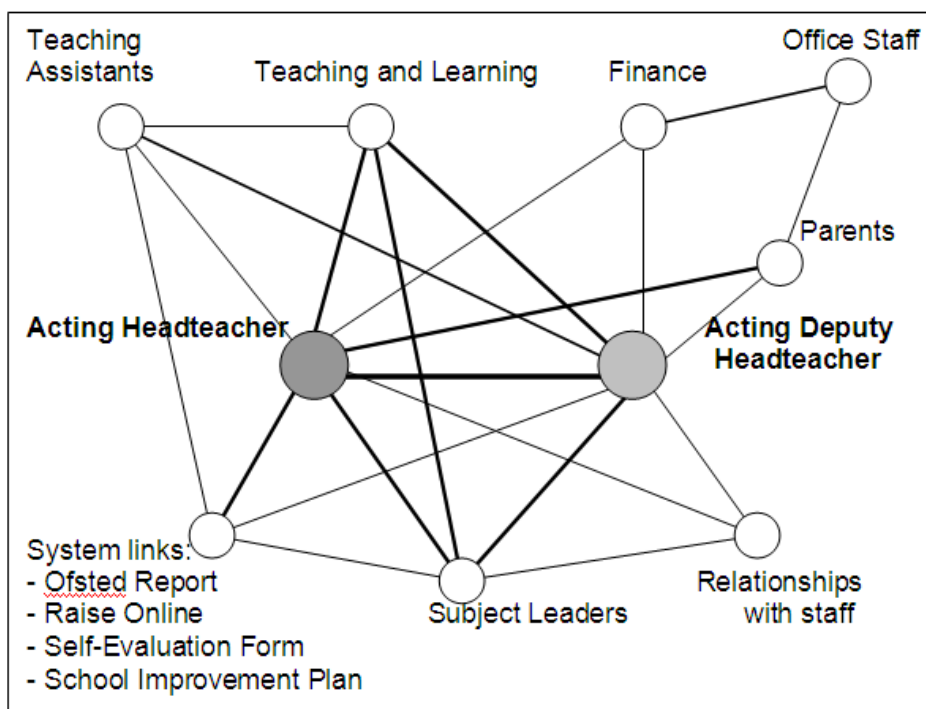 Teaching
Assistants
Teaching and Learning
Finance
Office Staff
Parents
Acting Headteacher
Acting Deputy
Headteacher
System links:
- Ofsted Report
- Raise Online
- Self-Evaluation Form
- School Improvement Plan
Subject Leaders
Relationships
with staff